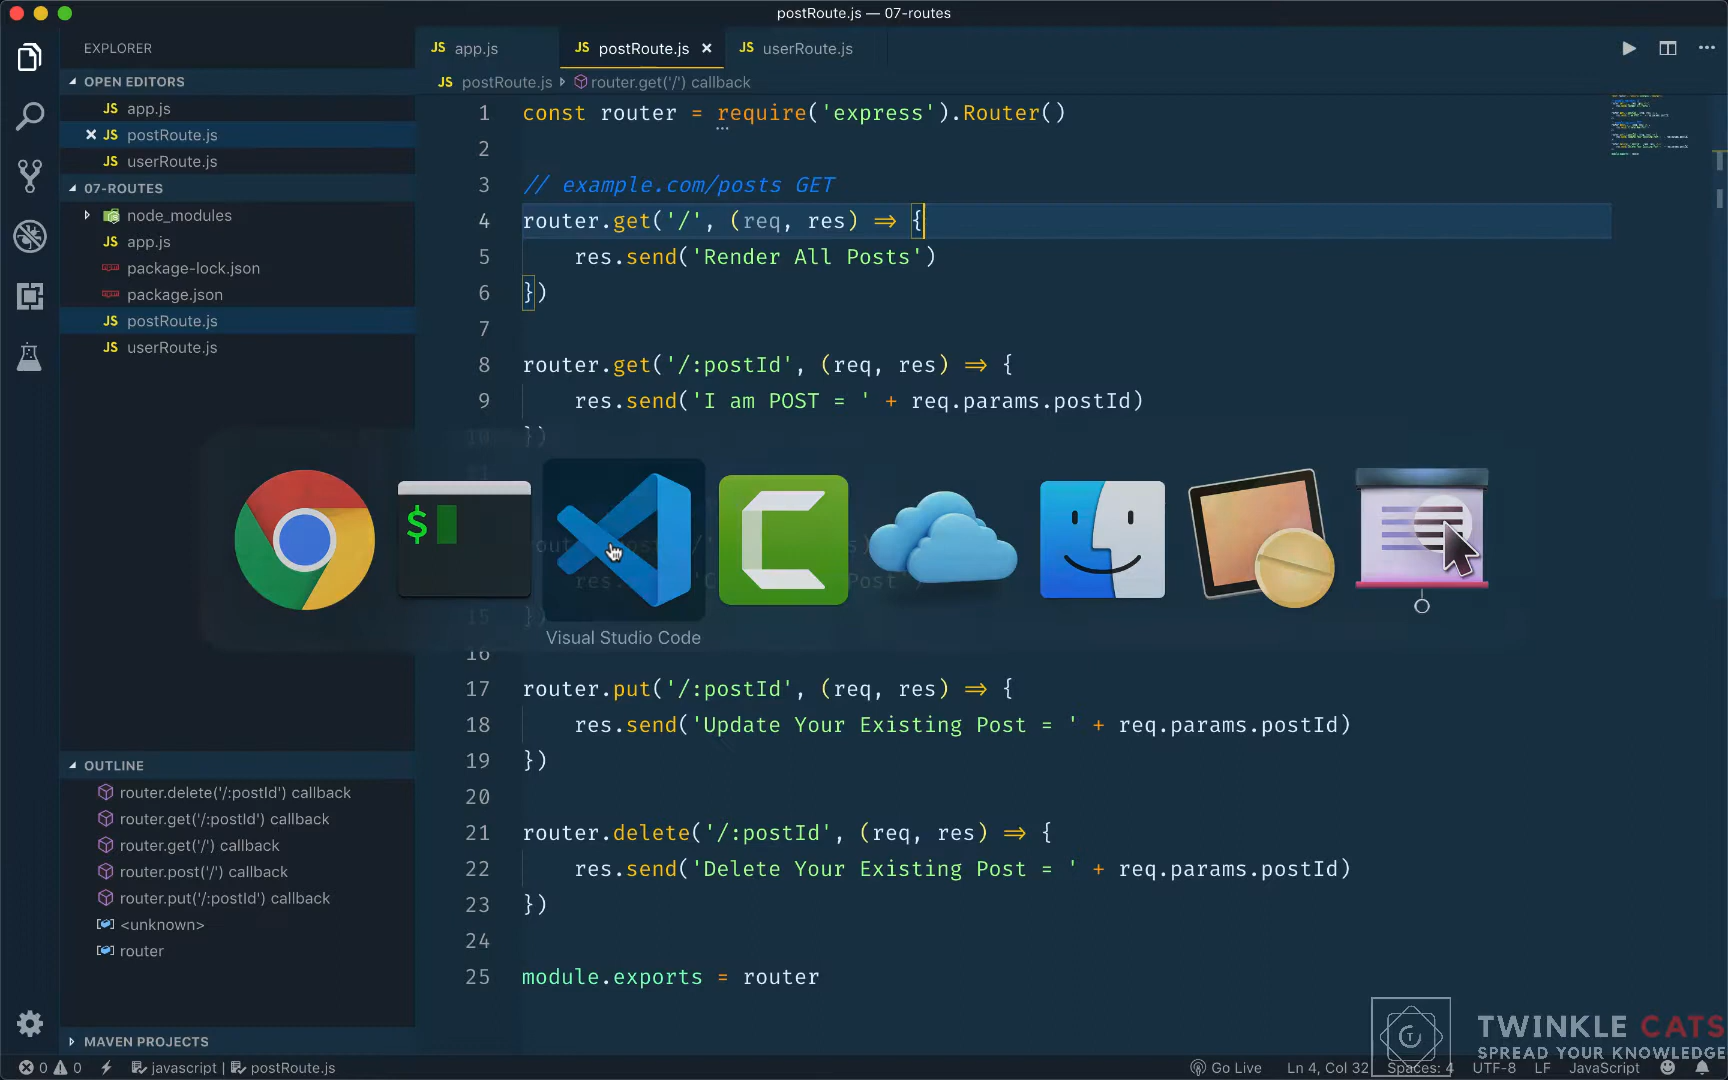 postRoute.js — 07-routes
EXPLORER
OPEN EDITORS
JS app.js
JS postRoute.js
JS userRoute.js
07-ROUTES
node_modules
JS app.js
package-lock.json
package.json
JS postRoute.js
JS userRoute.js
OUTLINE
router.delete('/:postId') callback
router.get('/:postId') callback
router.get('/') callback
router.post('/') callback
router.put('/:postId') callback
<unknown>
router
MAVEN PROJECTS
JS app.js JS postRoute.js × JS userRoute.js
JS postRoute.js router.get('/') callback
1 const router = require('express').Router()
2
3 // example.com/posts GET
4 router.get('/', (req, res) => {
5 res.send('Render All Posts')
6 })
7
8 router.get('/:postId', (req, res) => {
9 res.send('I am POST = ' + req.params.postId)
10 })
$
Post')
15 })
Visual Studio Code
16
17 router.put('/:postId', (req, res) => {
18 res.send('Update Your Existing Post = ' + req.params.postId)
19 })
20
21 router.delete('/:postId', (req, res) => {
22 res.send('Delete Your Existing Post = ' + req.params.postId)
23 })
24
25 module.exports = router
TWINKLE CATS
SPREAD YOUR KNOWLEDGE
0 0 javascript | postRoute.js Go Live Ln 4, Col 32 Spaces: 4 UTF-8 LF JavaScript